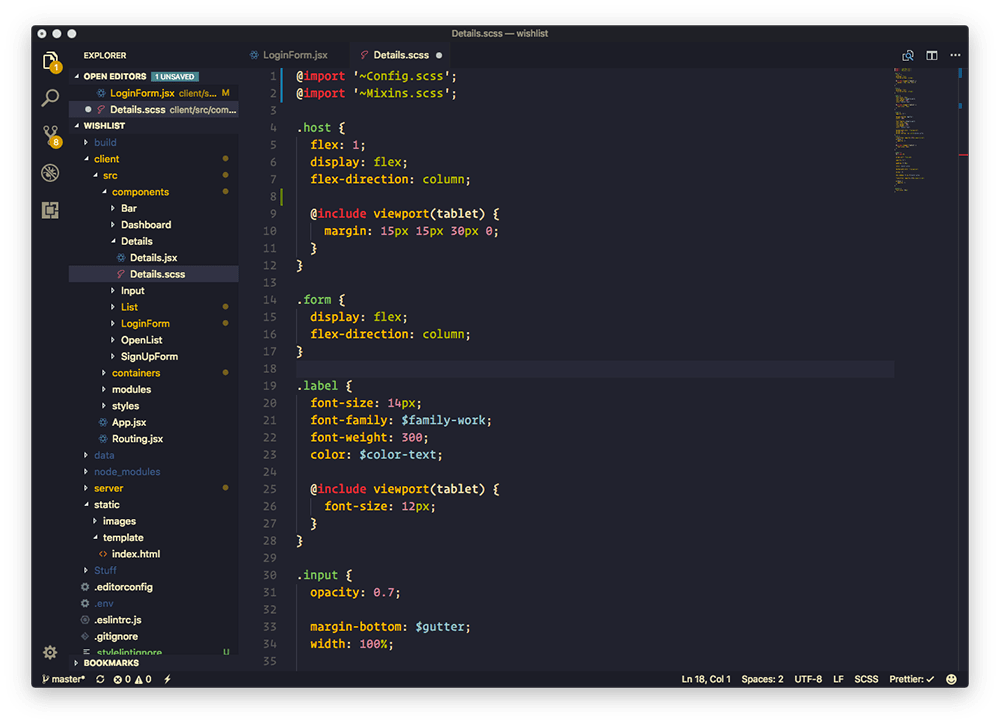 Details.scss — wishlist
EXPLORER
OPEN EDITORS 1 UNSAVED
LoginForm.jsx client/s... M
Details.scss client/src/com...
WISHLIST
build
client
src
components
Bar
Dashboard
Details
Details.jsx
Details.scss
Input
List
LoginForm
OpenList
SignUpForm
containers
modules
styles
App.jsx
Routing.jsx
data
node_modules
server
static
images
template
index.html
Stuff
.editorconfig
.env
.eslintrc.js
.gitignore
.stylelintignore U
BOOKMARKS
1
8
LoginForm.jsx Details.scss
1 @import '~Config.scss';
2 @import '~Mixins.scss';
3
4 .host {
5 flex: 1;
6 display: flex;
7 flex-direction: column;
8
9 @include viewport(tablet) {
10 margin: 15px 15px 30px 0;
11 }
12 }
13
14 .form {
15 display: flex;
16 flex-direction: column;
17 }
18
19 .label {
20 font-size: 14px;
21 font-family: $family-work;
22 font-weight: 300;
23 color: $color-text;
24
25 @include viewport(tablet) {
26 font-size: 12px;
27 }
28 }
29
30 .input {
31 opacity: 0.7;
32
33 margin-bottom: $gutter;
34 width: 100%;
35
master* 0 0 Ln 18, Col 1 Spaces: 2 UTF-8 LF SCSS Prettier: ✓